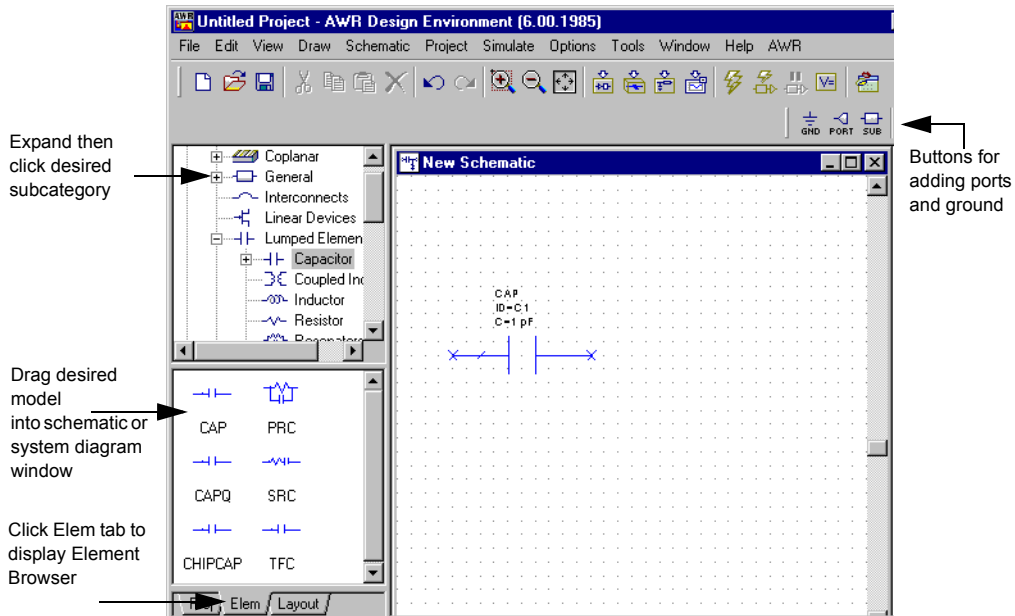 AWR
Untitled Project - AWR Design Environment (6.00.1985)
File Edit View Draw Schematic Project Simulate Options Tools Window Help AWR
V=
GND PORT SUB
Expand then
click desired
subcategory
Buttons for
adding ports
and ground
Coplanar
General
Interconnects
Linear Devices
Lumped Elemen
Capacitor
Coupled Ind
Inductor
Resistor
New Schematic
CAP
ID=C1
C=1 pF
Drag desired
model
into schematic or
system diagram
window
CAP PRC
CAPQ SRC
CHIPCAP TFC
Click Elem tab to
display Element
Browser
Elem Layout